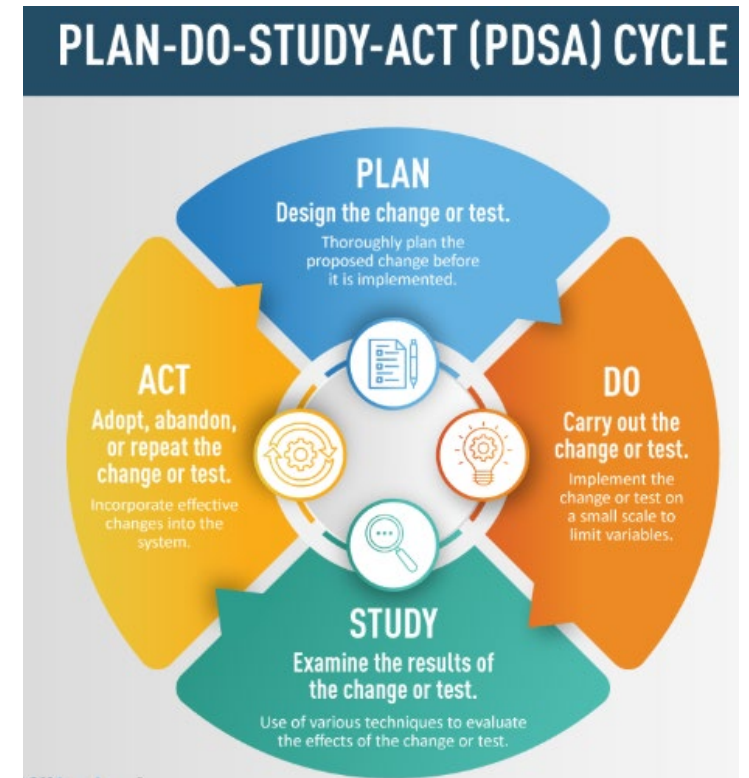 PLAN-DO-STUDY-ACT (PDSA) CYCLE
PLAN
Design the change or test.
Thoroughly plan the
proposed change before
it is implemented.
DO
Carry out the
change or test.
Implement the
change or test on
a small scale to
limit variables.
STUDY
Examine the results of
the change or test.
Use of various techniques to evaluate
the effects of the change or test.
ACT
Adopt, abandon,
or repeat the
change or test.
Incorporate effective
changes into the
system.